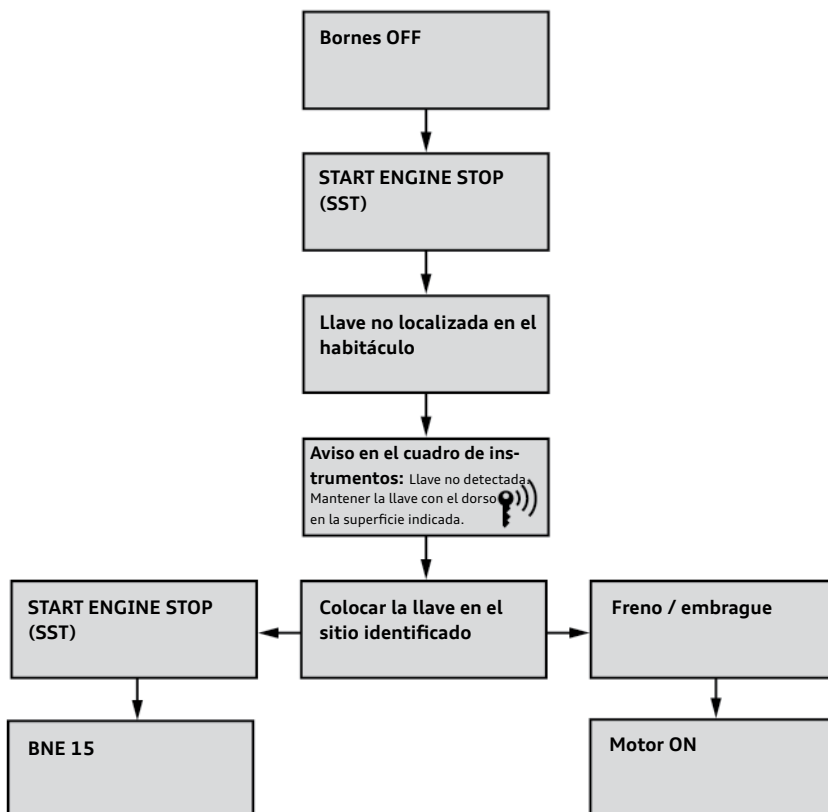 Bornes OFF
START ENGINE STOP
(SST)
Llave no localizada en el
habitáculo
Aviso en el cuadro de ins-
trumentos: Llave no detectada.
Mantener la llave con el dorso
en la superficie indicada.
START ENGINE STOP
(SST)
Colocar la llave en el
sitio identificado
Freno / embrague
BNE 15
Motor ON